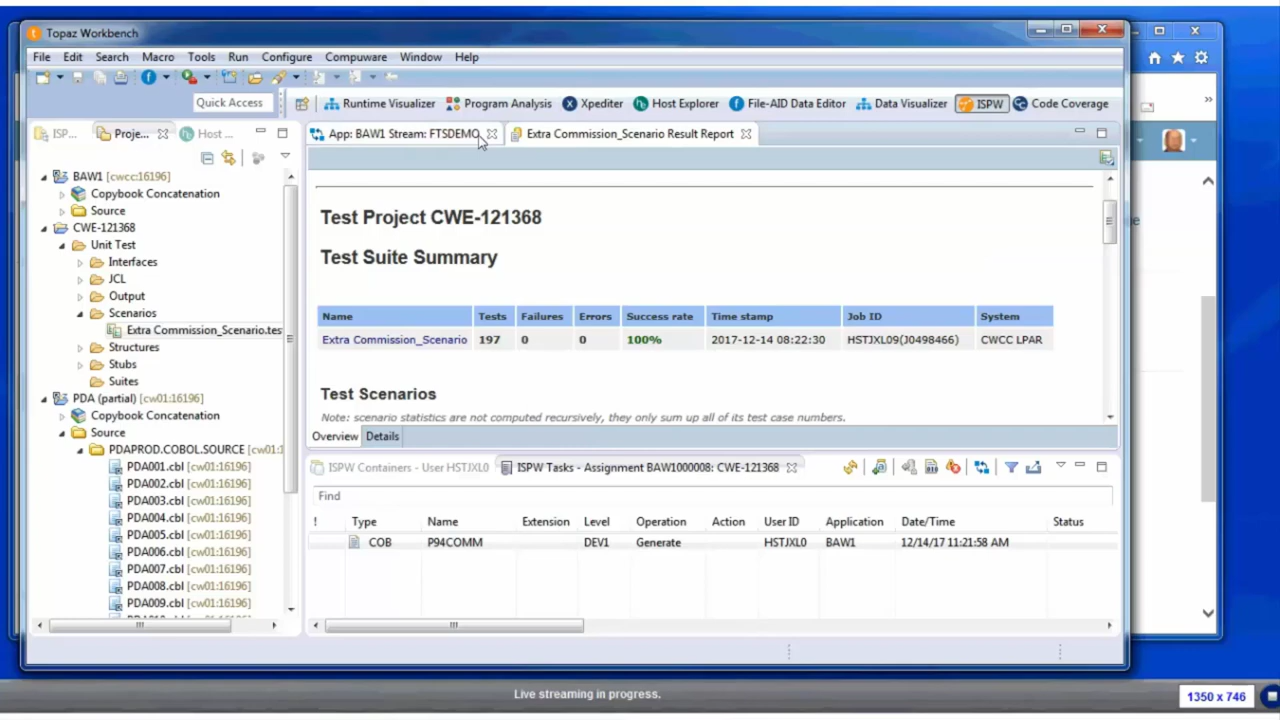 Topaz Workbench
File Edit Search Macro Tools Run Configure Compuware Window Help
Quick Access Runtime Visualizer Program Analysis Xpediter Host Explorer File-AID Data Editor Data Visualizer ISPW Code Coverage
ISP... Proje... Host ...
App: BAW1 Stream: FTSDEMO Extra Commission_Scenario Result Report
BAW1 [cwcc:16196]
Copybook Concatenation
Source
CWE-121368
Unit Test
Interfaces
JCL
Output
Scenarios
Extra Commission_Scenario.tes
Structures
Stubs
Suites
PDA (partial) [cw01:16196]
Copybook Concatenation
Source
PDAPROD.COBOL.SOURCE [cw01:1
PDA001.cbl [cw01:16196]
PDA002.cbl [cw01:16196]
PDA003.cbl [cw01:16196]
PDA004.cbl [cw01:16196]
PDA005.cbl [cw01:16196]
PDA006.cbl [cw01:16196]
PDA007.cbl [cw01:16196]
PDA008.cbl [cw01:16196]
PDA009.cbl [cw01:16196]
Test Project CWE-121368
Test Suite Summary
Name Tests Failures Errors Success rate Time stamp Job ID System
Extra Commission_Scenario 197 0 0 100% 2017-12-14 08:22:30 HSTJXL09(J0498466) CWCC LPAR
Test Scenarios
Note: scenario statistics are not computed recursively, they only sum up all of its test case numbers.
Overview Details
ISPW Containers - User HSTJXL0 ISPW Tasks - Assignment BAW1000008: CWE-121368
Find
! Type Name Extension Level Operation Action User ID Application Date/Time Status
COB P94COMM DEV1 Generate HSTJXL0 BAW1 12/14/17 11:21:58 AM
Live streaming in progress.
1350 x 746